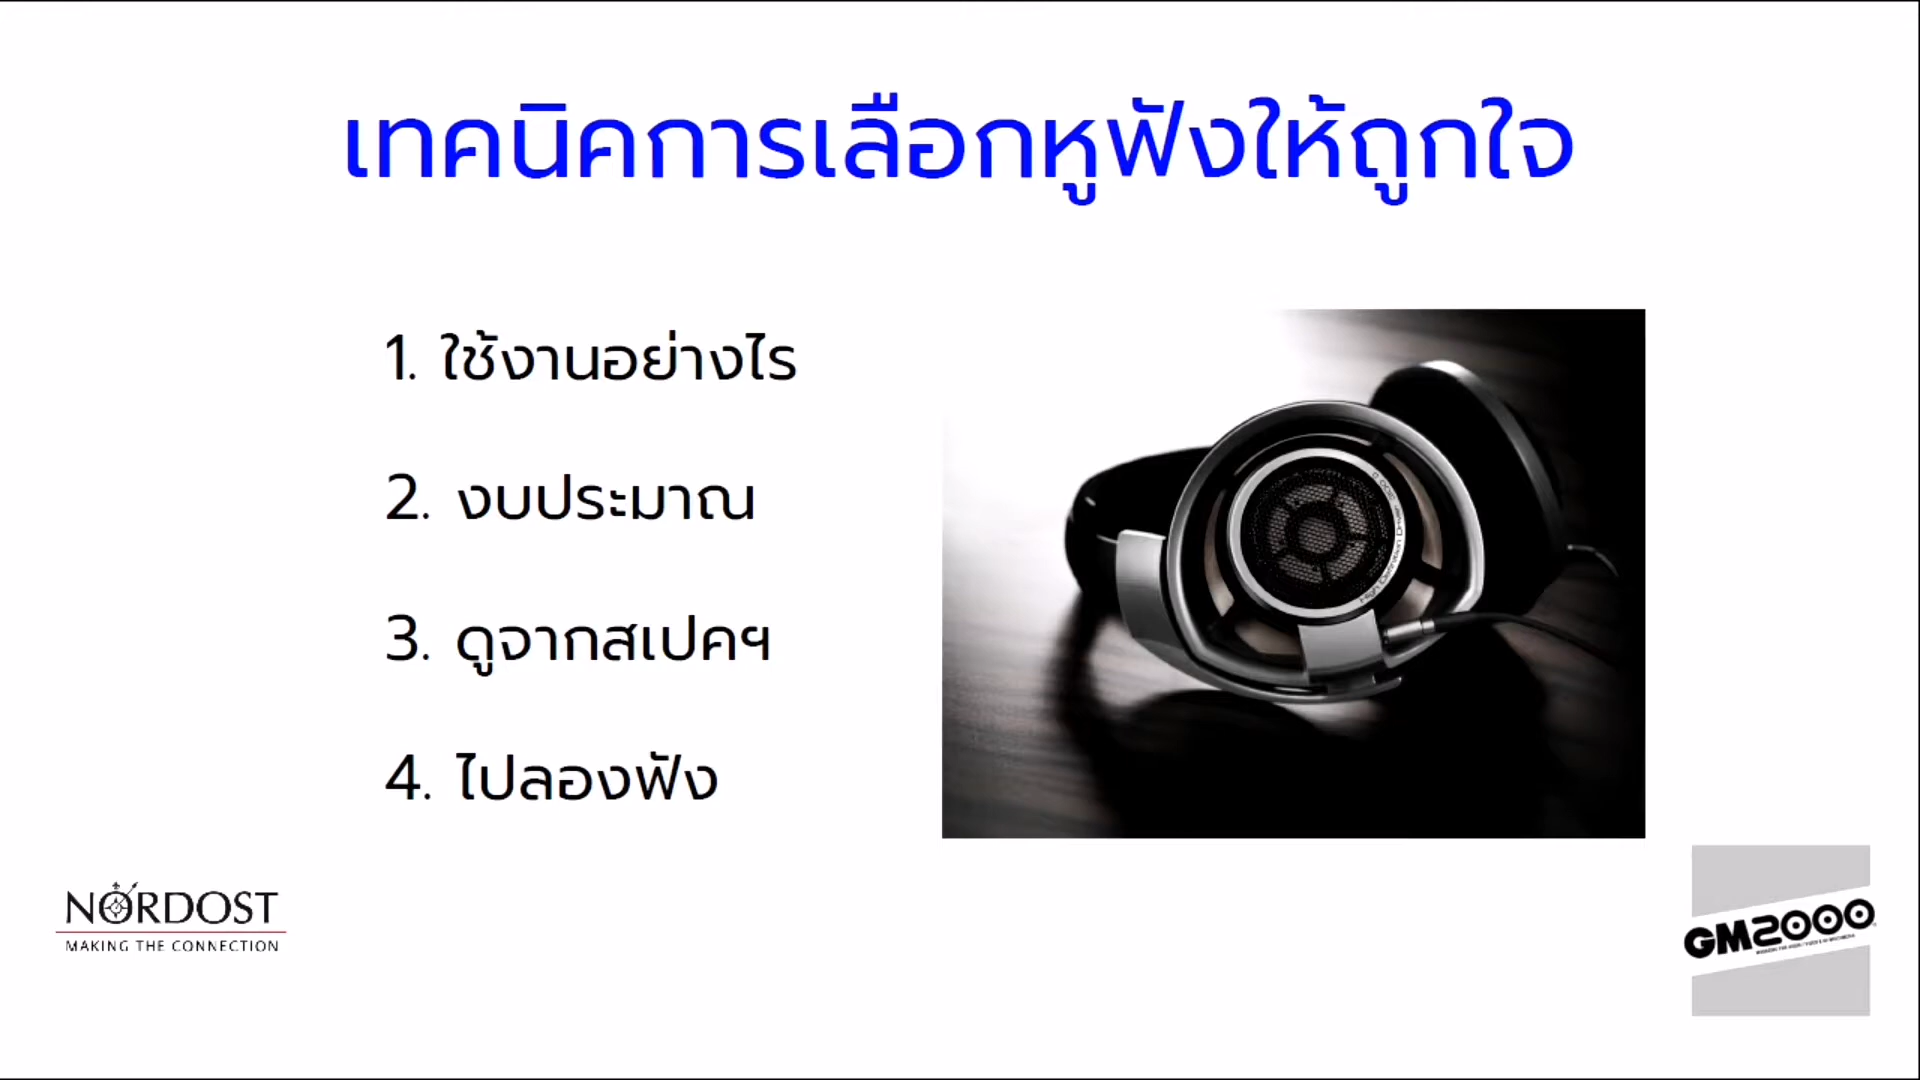 เทคนิคการเลือกหูฟังให้ถูกใจ
1. ใช้งานอย่างไร
2. งบประมาณ
3. ดูจากสเปคฯ
4. ไปลองฟัง
High Definition Driver
NORDOST
MAKING THE CONNECTION
GM2000